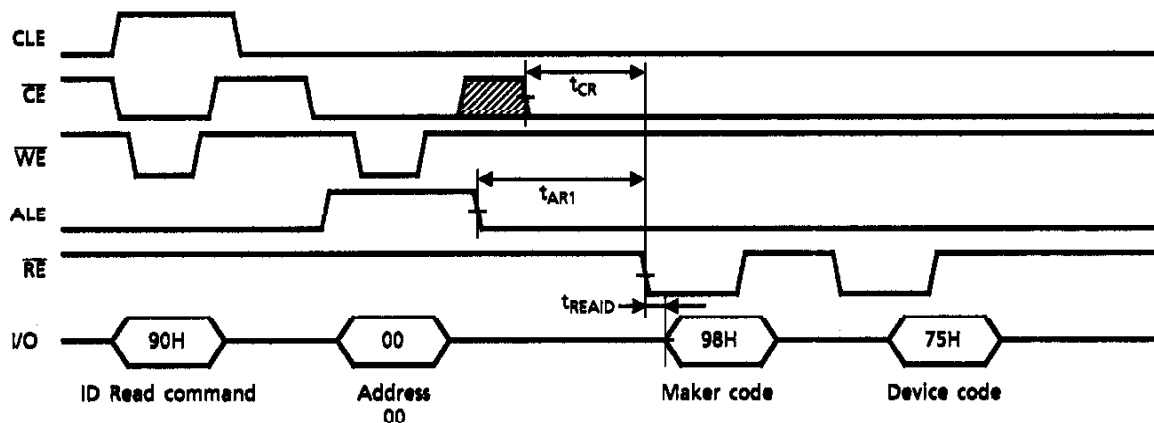 CLE
CE
tCR
WE
ALE
tAR1
RE
tREAID
I/O
90H
00
98H
75H
ID Read command
Address
00
Maker code
Device code